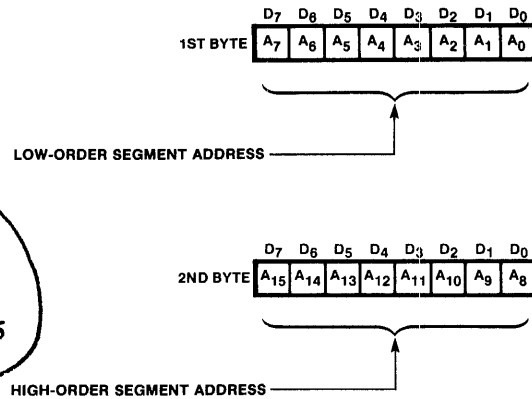 D7 D6 D5 D4 D3 D2 D1 D0
1ST BYTE A7 A6 A5 A4 A3 A2 A1 A0
LOW-ORDER SEGMENT ADDRESS
D7 D6 D5 D4 D3 D2 D1 D0
2ND BYTE A15 A14 A13 A12 A11 A10 A9 A8
HIGH-ORDER SEGMENT ADDRESS